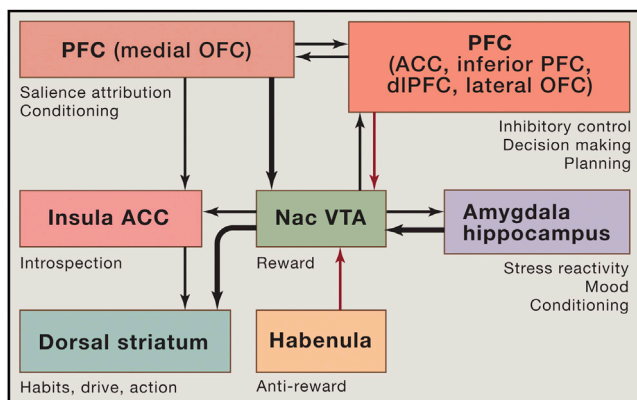 PFC (medial OFC)
Salience attribution
Conditioning
PFC
(ACC, inferior PFC,
dlPFC, lateral OFC)
Inhibitory control
Decision making
Planning
Insula ACC
Introspection
Nac VTA
Reward
Amygdala
hippocampus
Stress reactivity
Mood
Conditioning
Dorsal striatum
Habits, drive, action
Habenula
Anti-reward